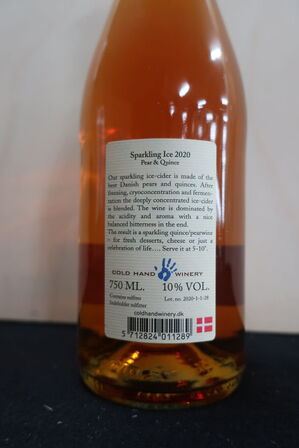 Sparkling Ice 2020
Pear & Quince
Our sparkling ice-cider is made of the
best Danish pears and quinces. After
freezing, cryoconcentration and fermen-
tation the deeply concentrated ice-cider
is blended. The wine is dominated by
the acidity and aroma with a nice
balanced bitterness in the end.
The result is a sparkling quince/pearwine
- for fresh desserts, cheese or just a
celebration of life.... Serve it at 5-10°.
COLD HAND WINERY
750 ML. 10% VOL.
Contains sulfites
Indeholder sulfitter
Lot. no. 2020-1-1-28
coldhandwinery.dk
5 712824 011289